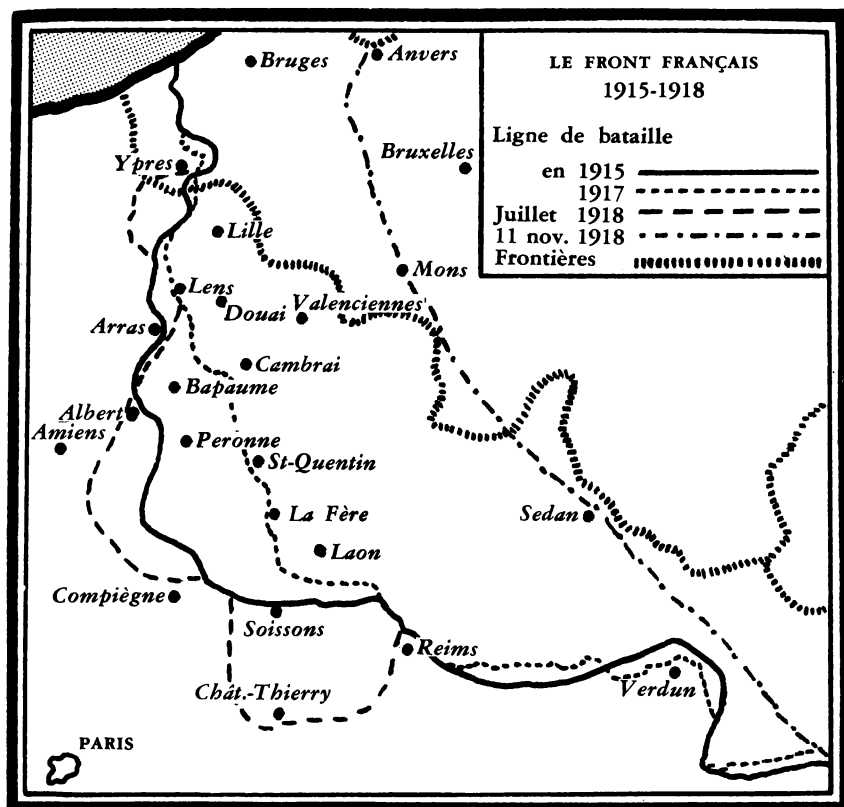 LE FRONT FRANÇAIS
1915-1918
Ligne de bataille
en 1915
1917
Juillet 1918
11 nov. 1918
Frontières
Bruges
Anvers
Bruxelles
Ypres
Lille
Mons
Lens
Douai
Valenciennes
Arras
Cambrai
Bapaume
Albert
Amiens
Peronne
St-Quentin
La Fère
Sedan
Laon
Compiègne
Soissons
Reims
Chât.-Thierry
Verdun
PARIS